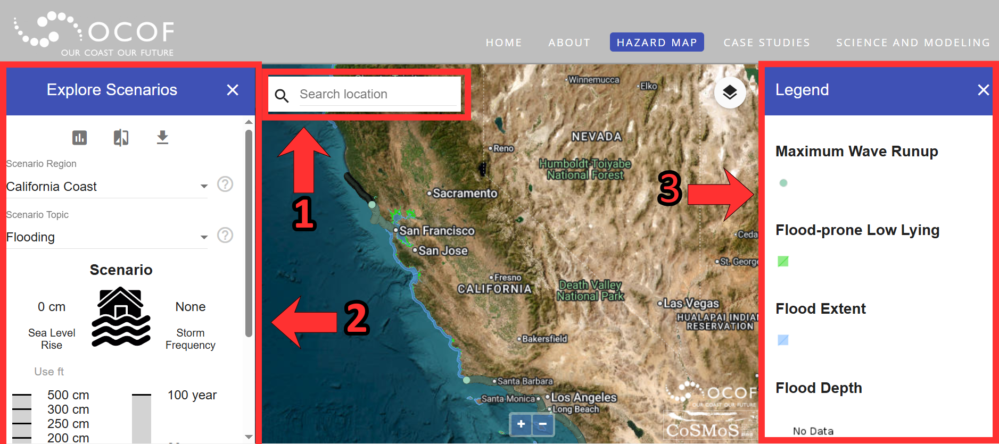 OCOF
OUR COAST OUR FUTURE
HOME
ABOUT
HAZARD MAP
CASE STUDIES
SCIENCE AND MODELING
Explore Scenarios
Scenario Region
California Coast
Scenario Topic
Flooding
Scenario
0 cm
None
Sea Level
Rise
Storm
Frequency
Use ft
500 cm
300 cm
250 cm
200 cm
100 year
Search location
1
2
3
Winnemucca
Elko
NEVADA
Reno
Humboldt-Toiyabe
National Forest
Sacramento
San Francisco
San Jose
Fresno
CALIFORNIA
Death Valley
National Park
Ceda
St. George
Las Vegas
HUALAPAI INDIAN
RESERVATION
Bakersfield
Santa Barbara
Santa Monica
Los Angeles
Long Beach
OCOF
OUR COAST OUR FUTURE
CoSMoS
+
−
Legend
Maximum Wave Runup
Flood-prone Low Lying
Flood Extent
Flood Depth
No Data